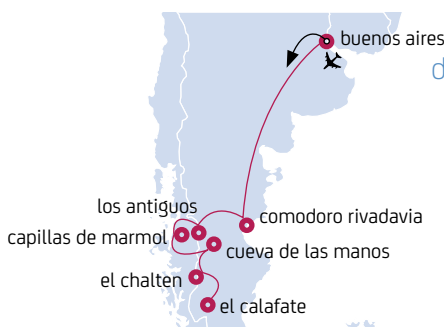 buenos aires
d
los antiguos
comodoro rivadavia
capillas de marmol
cueva de las manos
el chalten
el calafate